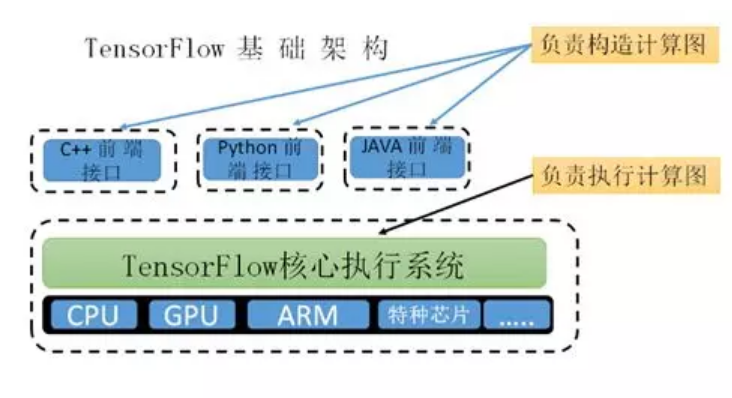 TensorFlow 基 础 架 构
负责构造计算图
C++ 前 端
接口
Python 前
端 接口
JAVA 前 端
接口
负责执行计算图
TensorFlow核心执行系统
CPU
GPU
ARM
特种芯片
.....